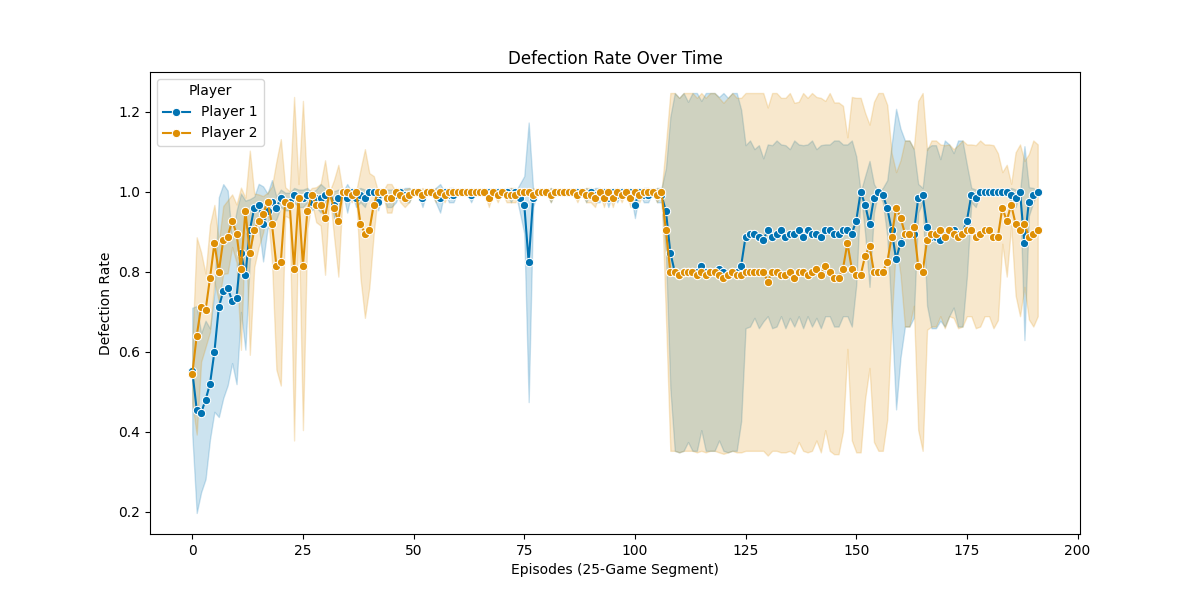 Defection Rate Over Time
Player
Player 1
Player 2
Defection Rate
1.2
1.0
0.8
0.6
0.4
0.2
0 25 50 75 100 125 150 175 200
Episodes (25-Game Segment)